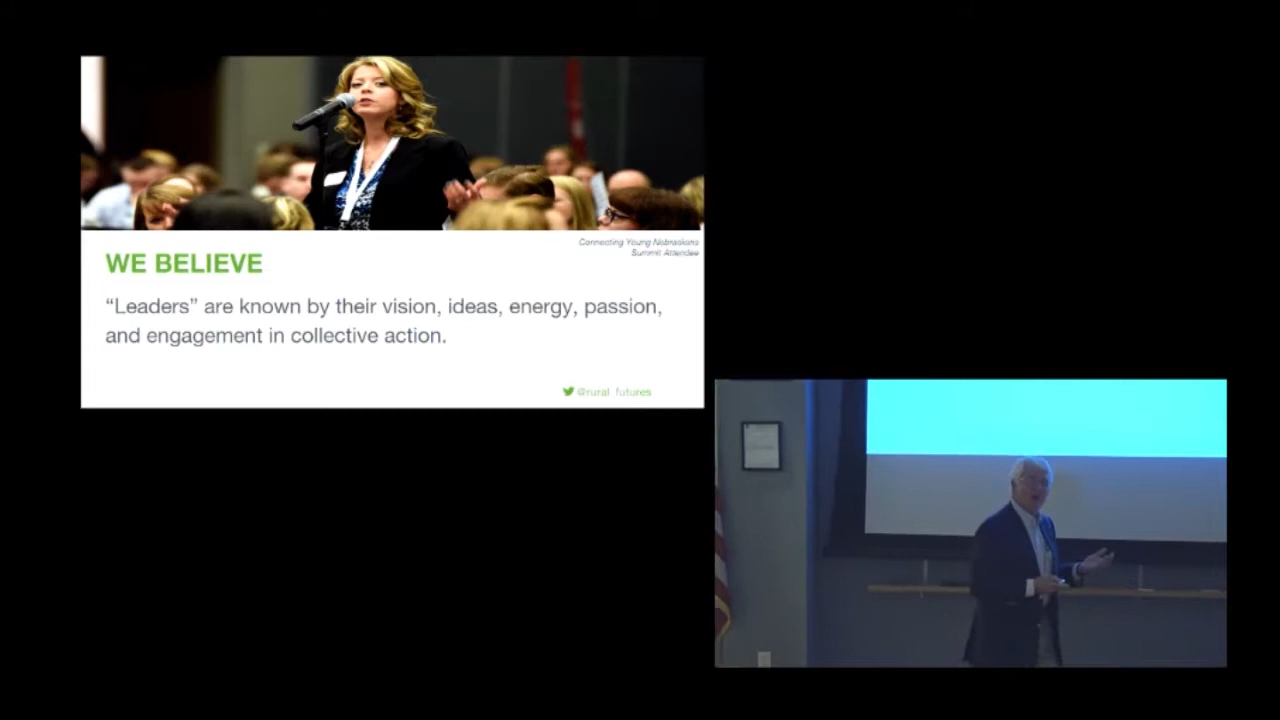 Connecting Young Nebraskans
Summit Attendee
WE BELIEVE
“Leaders” are known by their vision, ideas, energy, passion,
and engagement in collective action.
@rural_futures